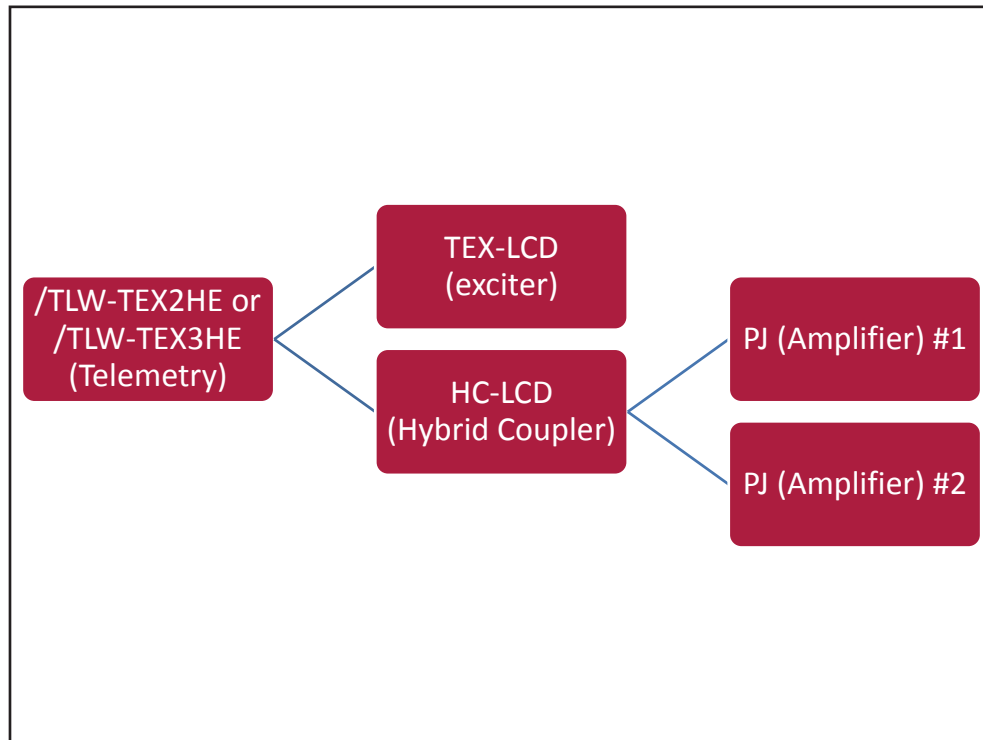 /TLW-TEX2HE or
/TLW-TEX3HE
(Telemetry)
TEX-LCD
(exciter)
HC-LCD
(Hybrid Coupler)
PJ (Amplifier) #1
PJ (Amplifier) #2